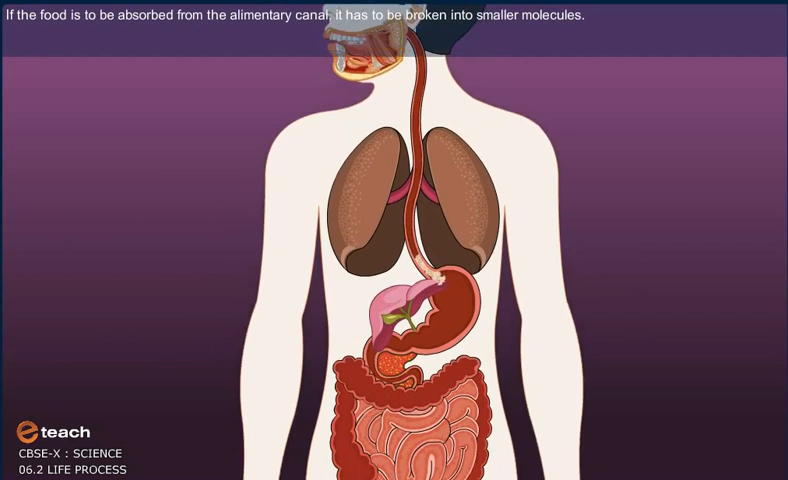 If the food is to be absorbed from the alimentary canal, it has to be broken into smaller molecules.
e teach
CBSE-X : SCIENCE
06.2 LIFE PROCESS